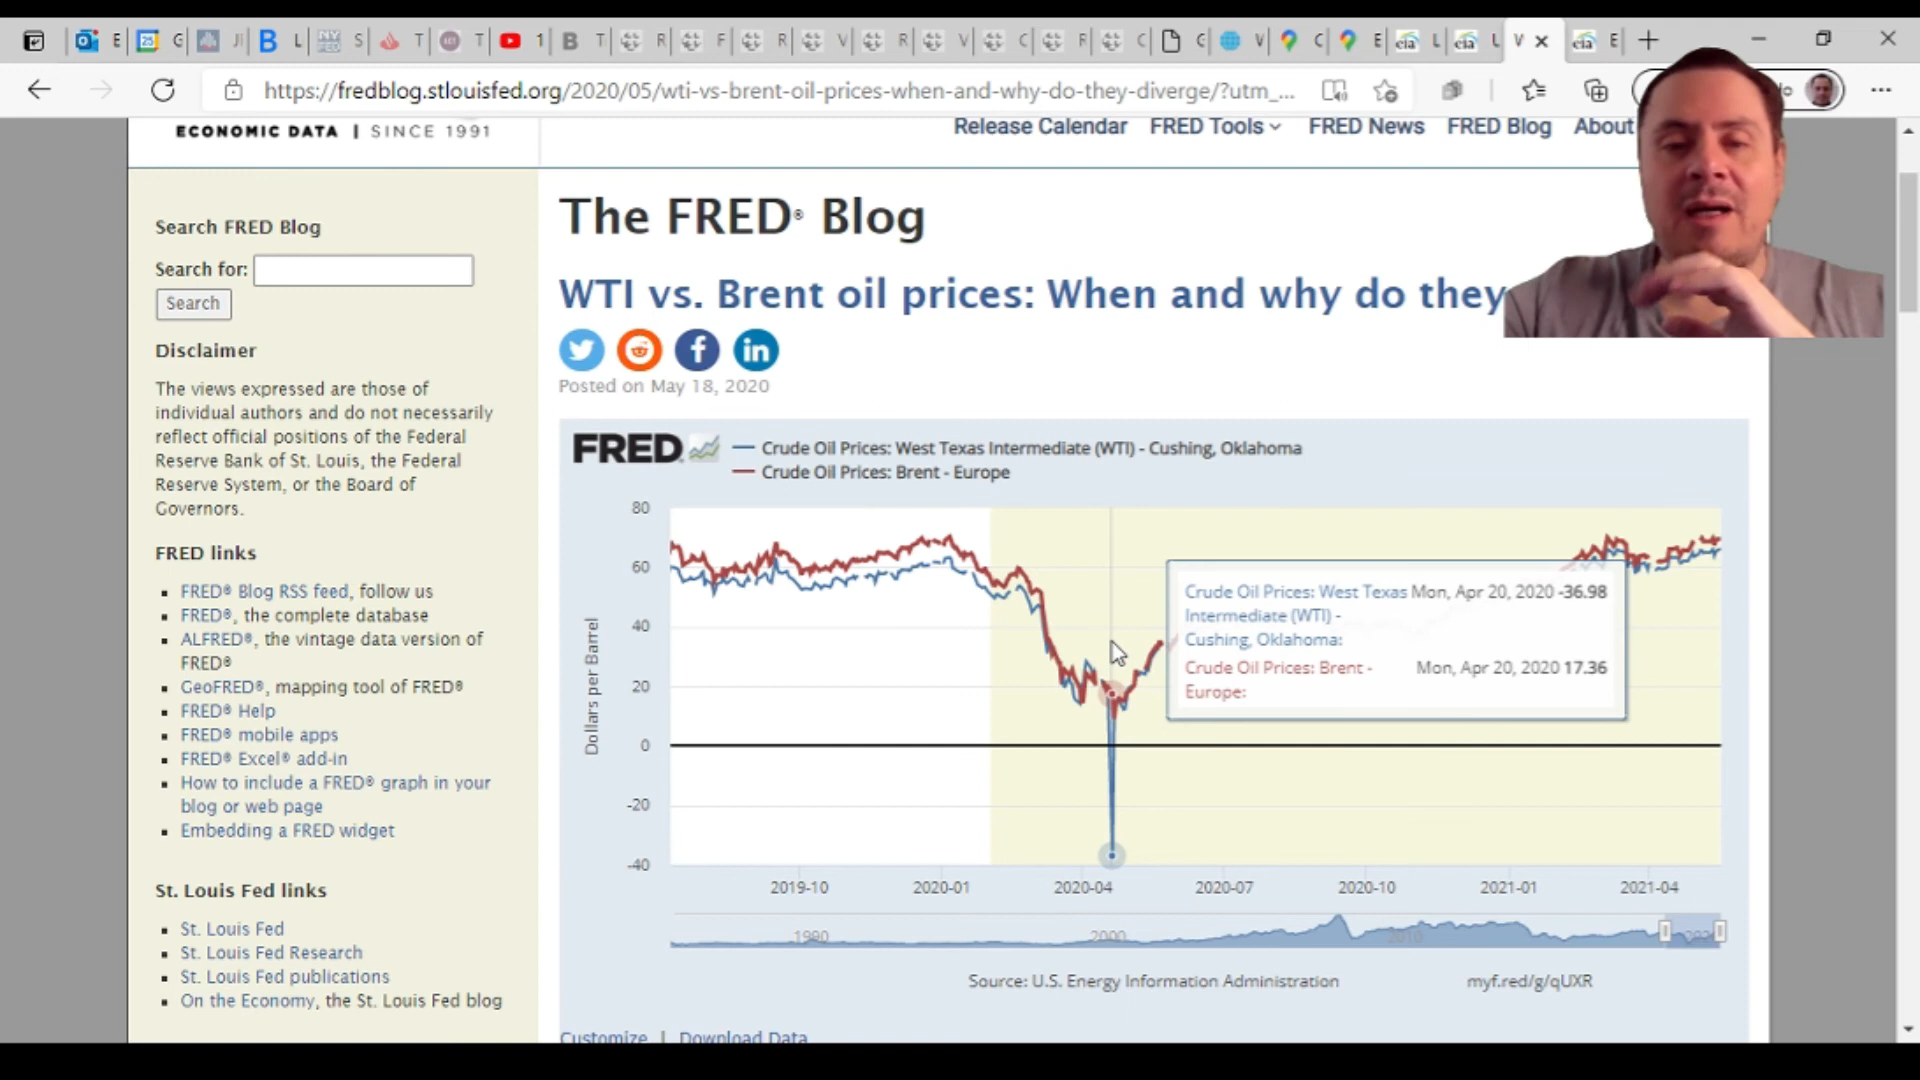 E
G
Ji
L
S
T
T
1
T
R
F
R
V
R
V
C
R
C
G
V
C
E
L
L
V
E
https://fredblog.stlouisfed.org/2020/05/wti-vs-brent-oil-prices-when-and-why-do-they-diverge/?utm_...
ECONOMIC DATA | SINCE 1991
Release Calendar
FRED Tools
FRED News
FRED Blog
About
Search FRED Blog
Search for:
Search
Disclaimer
The views expressed are those of
individual authors and do not necessarily
reflect official positions of the Federal
Reserve Bank of St. Louis, the Federal
Reserve System, or the Board of
Governors.
FRED links
FRED® Blog RSS feed, follow us
FRED®, the complete database
ALFRED®, the vintage data version of
FRED®
GeoFRED®, mapping tool of FRED®
FRED® Help
FRED® mobile apps
FRED® Excel® add-in
How to include a FRED® graph in your
blog or web page
Embedding a FRED widget
St. Louis Fed links
St. Louis Fed
St. Louis Fed Research
St. Louis Fed publications
On the Economy, the St. Louis Fed blog
The FRED® Blog
WTI vs. Brent oil prices: When and why do they
Posted on May 18, 2020
FRED
Crude Oil Prices: West Texas Intermediate (WTI) - Cushing, Oklahoma
Crude Oil Prices: Brent - Europe
Dollars per Barrel
80
60
40
20
0
-20
-40
Crude Oil Prices: West Texas Mon, Apr 20, 2020 -36.98
Intermediate (WTI) -
Cushing, Oklahoma:
Crude Oil Prices: Brent - Mon, Apr 20, 2020 17.36
Europe:
2019-10
2020-01
2020-04
2020-07
2020-10
2021-01
2021-04
1990
2000
2010
Source: U.S. Energy Information Administration
myf.red/g/qUXR
Customize | Download Data